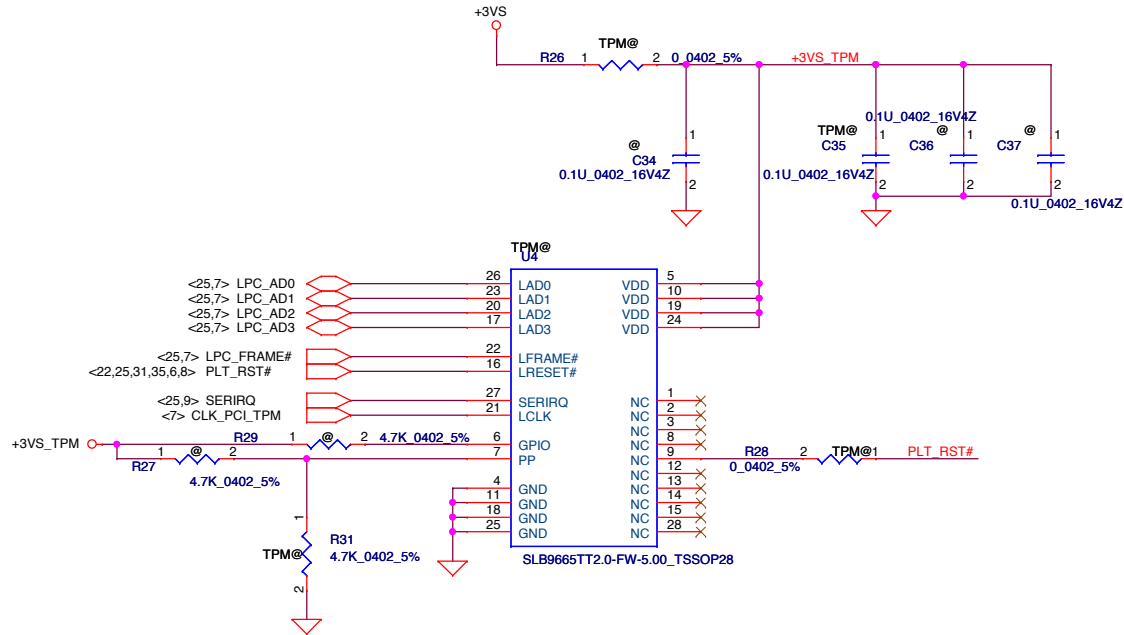 +3VS
R26 1 TPM@ 2 0_0402_5% +3VS_TPM
@ C34 0.1U_0402_16V4Z 1 2
TPM@ C35 0.1U_0402_16V4Z 1 2
@ C36 0.1U_0402_16V4Z 1 2
@ C37 0.1U_0402_16V4Z 1 2
TPM@
U4
<25,7> LPC_AD0 26 LAD0 VDD 5
<25,7> LPC_AD1 23 LAD1 VDD 10
<25,7> LPC_AD2 20 LAD2 VDD 19
<25,7> LPC_AD3 17 LAD3 VDD 24
<25,7> LPC_FRAME# 22 LFRAME#
<22,25,31,35,6,8> PLT_RST# 16 LRESET#
<25,9> SERIRQ 27 SERIRQ NC 1
<7> CLK_PCI_TPM 21 LCLK NC 2
NC 3
+3VS_TPM R29 1 @ 2 4.7K_0402_5% 6 GPIO NC 8
R27 1 @ 2 4.7K_0402_5% 7 PP NC 9 R28 0_0402_5% 2 TPM@ 1 PLT_RST#
NC 12
4 GND NC 13
11 GND NC 14
18 GND NC 15
25 GND NC 28
1 TPM@ R31 4.7K_0402_5% 2
SLB9665TT2.0-FW-5.00_TSSOP28